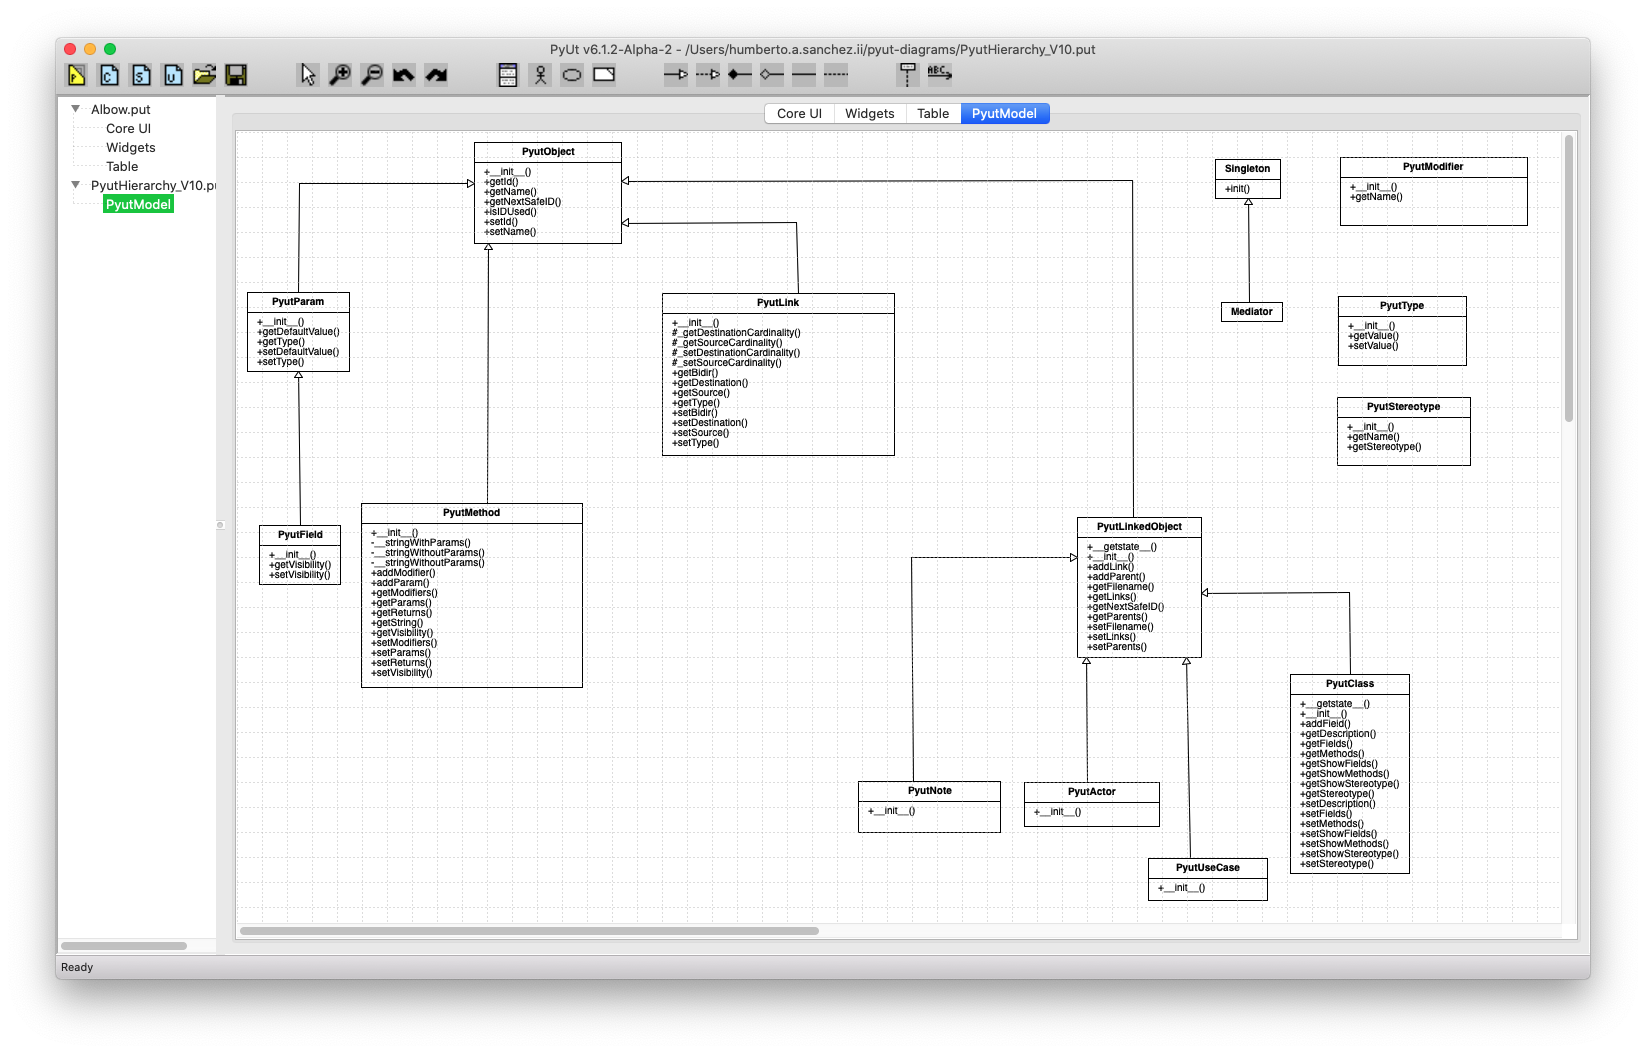 PyUt v6.1.2-Alpha-2 - /Users/humberto.a.sanchez.ii/pyut-diagrams/PyutHierarchy_V10.put
P
C
S
U
ABC
Albow.put
Core UI
Widgets
Table
PyutHierarchy_V10.pu
PyutModel
Core UI
Widgets
Table
PyutModel
PyutObject
+__init__()
+getId()
+getName()
+getNextSafeID()
+isIDUsed()
+setId()
+setName()
Singleton
+init()
PyutModifier
+__init__()
+getName()
PyutParam
+__init__()
+getDefaultValue()
+getType()
+setDefaultValue()
+setType()
PyutLink
+__init__()
#_getDestinationCardinality()
#_getSourceCardinality()
#_setDestinationCardinality()
#_setSourceCardinality()
+getBidir()
+getDestination()
+getSource()
+getType()
+setBidir()
+setDestination()
+setSource()
+setType()
Mediator
PyutType
+__init__()
+getValue()
+setValue()
PyutStereotype
+__init__()
+getName()
+getStereotype()
PyutField
+__init__()
+getVisibility()
+setVisibility()
PyutMethod
+__init__()
-__stringWithParams()
-__stringWithoutParams()
-__stringWithoutParams()
+addModifier()
+addParam()
+getModifiers()
+getParams()
+getReturns()
+getString()
+getVisibility()
+setModifiers()
+setParams()
+setReturns()
+setVisibility()
PyutLinkedObject
+__getstate__()
+__init__()
+addLink()
+addParent()
+getFilename()
+getLinks()
+getNextSafeID()
+getParents()
+setFilename()
+setLinks()
+setParents()
PyutClass
+__getstate__()
+__init__()
+addField()
+getDescription()
+getFields()
+getMethods()
+getShowFields()
+getShowMethods()
+getShowStereotype()
+getStereotype()
+setDescription()
+setFields()
+setMethods()
+setShowFields()
+setShowMethods()
+setShowStereotype()
+setStereotype()
PyutNote
+__init__()
PyutActor
+__init__()
PyutUseCase
+__init__()
Ready